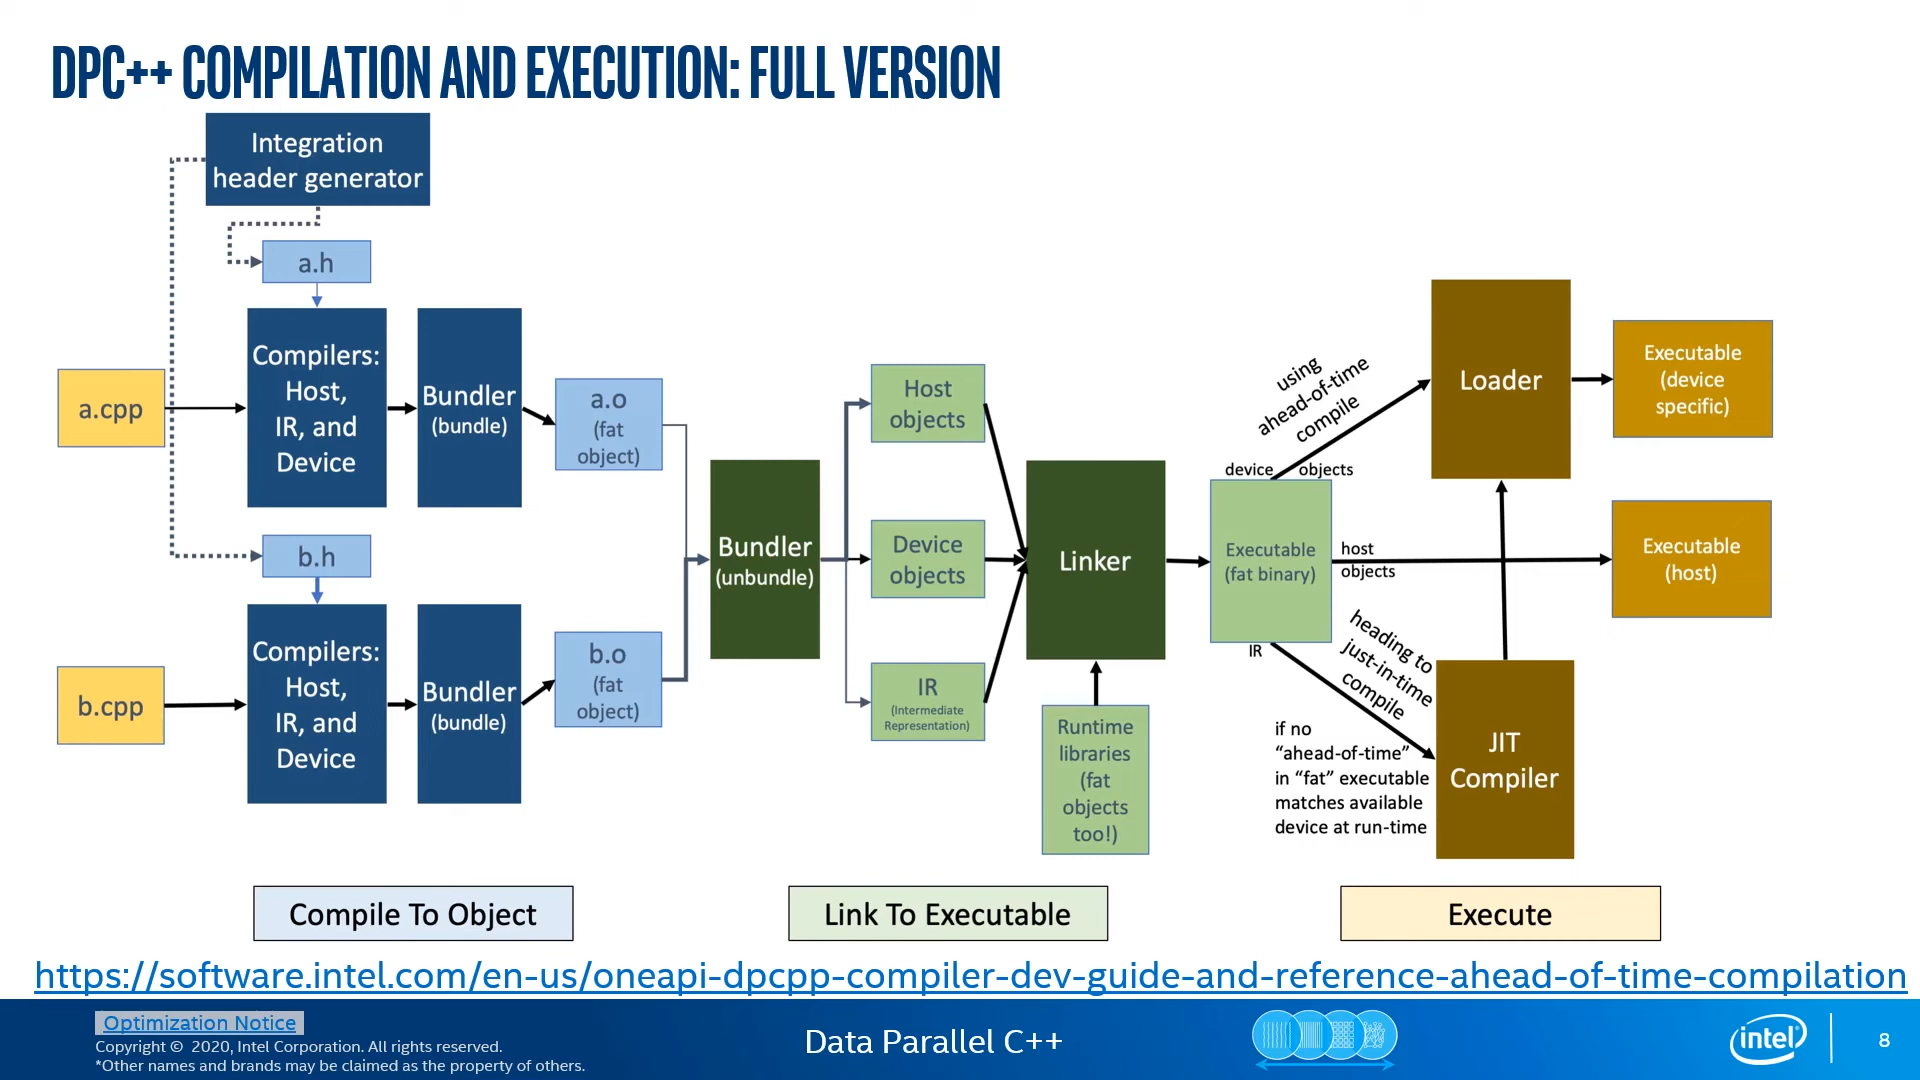 DPC++ COMPILATION AND EXECUTION: FULL VERSION
Integration
header generator
a.h
a.cpp
Compilers:
Host,
IR, and
Device
Bundler
(bundle)
a.o
(fat
object)
b.h
b.cpp
Compilers:
Host,
IR, and
Device
Bundler
(bundle)
b.o
(fat
object)
Bundler
(unbundle)
Host
objects
Device
objects
IR
(Intermediate
Representation)
Linker
Runtime
libraries
(fat
objects
too!)
Executable
(fat binary)
device objects
using
ahead-of-time
compile
host
objects
IR
heading to
just-in-time
compile
if no
“ahead-of-time”
in “fat” executable
matches available
device at run-time
Loader
JIT
Compiler
Executable
(device
specific)
Executable
(host)
Compile To Object
Link To Executable
Execute
https://software.intel.com/en-us/oneapi-dpcpp-compiler-dev-guide-and-reference-ahead-of-time-compilation
Optimization Notice
Copyright © 2020, Intel Corporation. All rights reserved.
*Other names and brands may be claimed as the property of others.
Data Parallel C++
intel
8